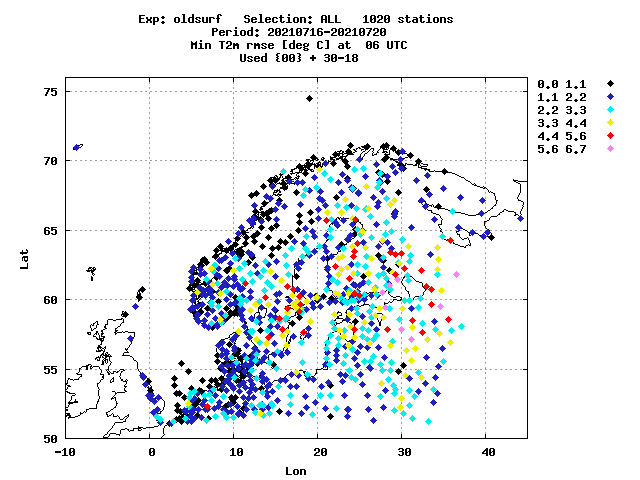 Exp: oldsurf   Selection: ALL   1020 stations
Period: 20210716-20210720
Min T2m rmse [deg C] at  06 UTC
Used {00} + 30-18
0.0 1.1
1.1 2.2
2.2 3.3
3.3 4.4
4.4 5.6
5.6 6.7
75
70
65
60
55
50
Lat
-10 0 10 20 30 40
Lon